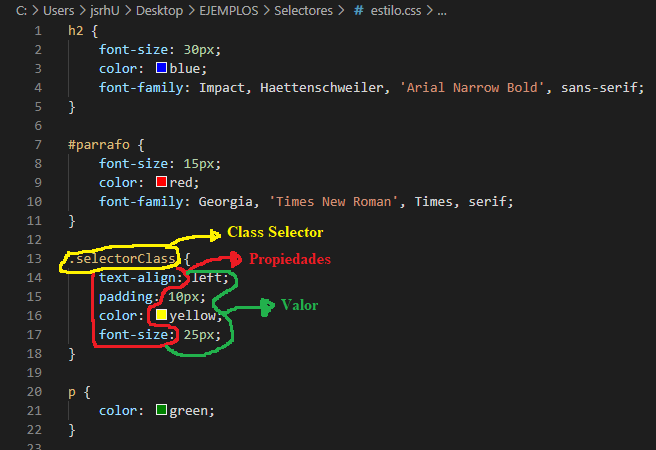 C: > Users > jsrhU > Desktop > EJEMPLOS > Selectores > # estilo.css > ...
1 h2 {
2 font-size: 30px;
3 color: blue;
4 font-family: Impact, Haettenschweiler, 'Arial Narrow Bold', sans-serif;
5 }
6
7 #parrafo {
8 font-size: 15px;
9 color: red;
10 font-family: Georgia, 'Times New Roman', Times, serif;
11 }
12 Class Selector
13 .selectorClass { Propiedades
14 text-align: left;
15 padding: 10px; Valor
16 color: yellow;
17 font-size: 25px;
18 }
19
20 p {
21 color: green;
22 }
23